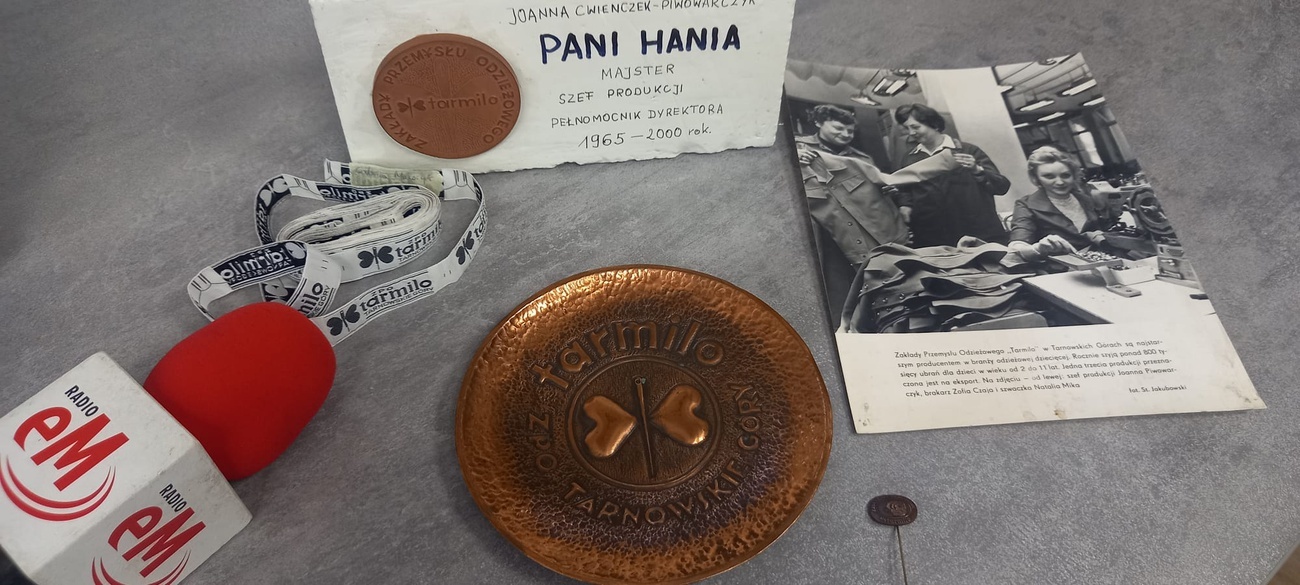 JOANNA CWIENCZEK-PIWOWARCZYK
PANI HANIA
MAJSTER
SZEF PRODUKCJI
PEŁNOMOCNIK DYREKTORA
1965-2000 rok.
ZAKŁADY PRZEMYSŁU ODZIEŻOWEGO
tarmilo
ZPO
tarmilo
TARNOWSKIE GÓRY
tarmilo
ZPO TARNOWSKIE GÓRY
RADIO
eM
RADIO
eM
Zakłady Przemysłu Odzieżowego „Tarmilo" w Tarnowskich Górach są najstar-
szym producentem w branży odzieżowej dziecięcej. Rocznie szyją ponad 800 ty-
sięcy ubrań dla dzieci w wieku od 2 do 11 lat. Jedna trzecia produkcji przezna-
czona jest na eksport. Na zdjęciu — od lewej: szef produkcji Joanna Piwowar-
czyk, brakarz Zofia Czaja i szwaczka Natalia Mika
fot. St. Jakubowski